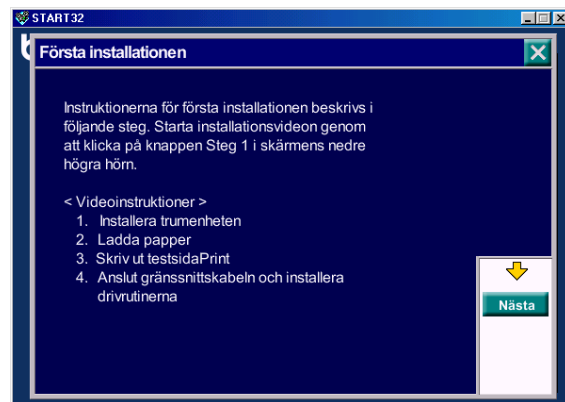 START32
Första installationen
Instruktionerna för första installationen beskrivs i
följande steg. Starta installationsvideon genom
att klicka på knappen Steg 1 i skärmens nedre
högra hörn.
< Videoinstruktioner >
1. Installera trumenheten
2. Ladda papper
3. Skriv ut testsidaPrint
4. Anslut gränssnittskabeln och installera
drivrutinerna
Nästa